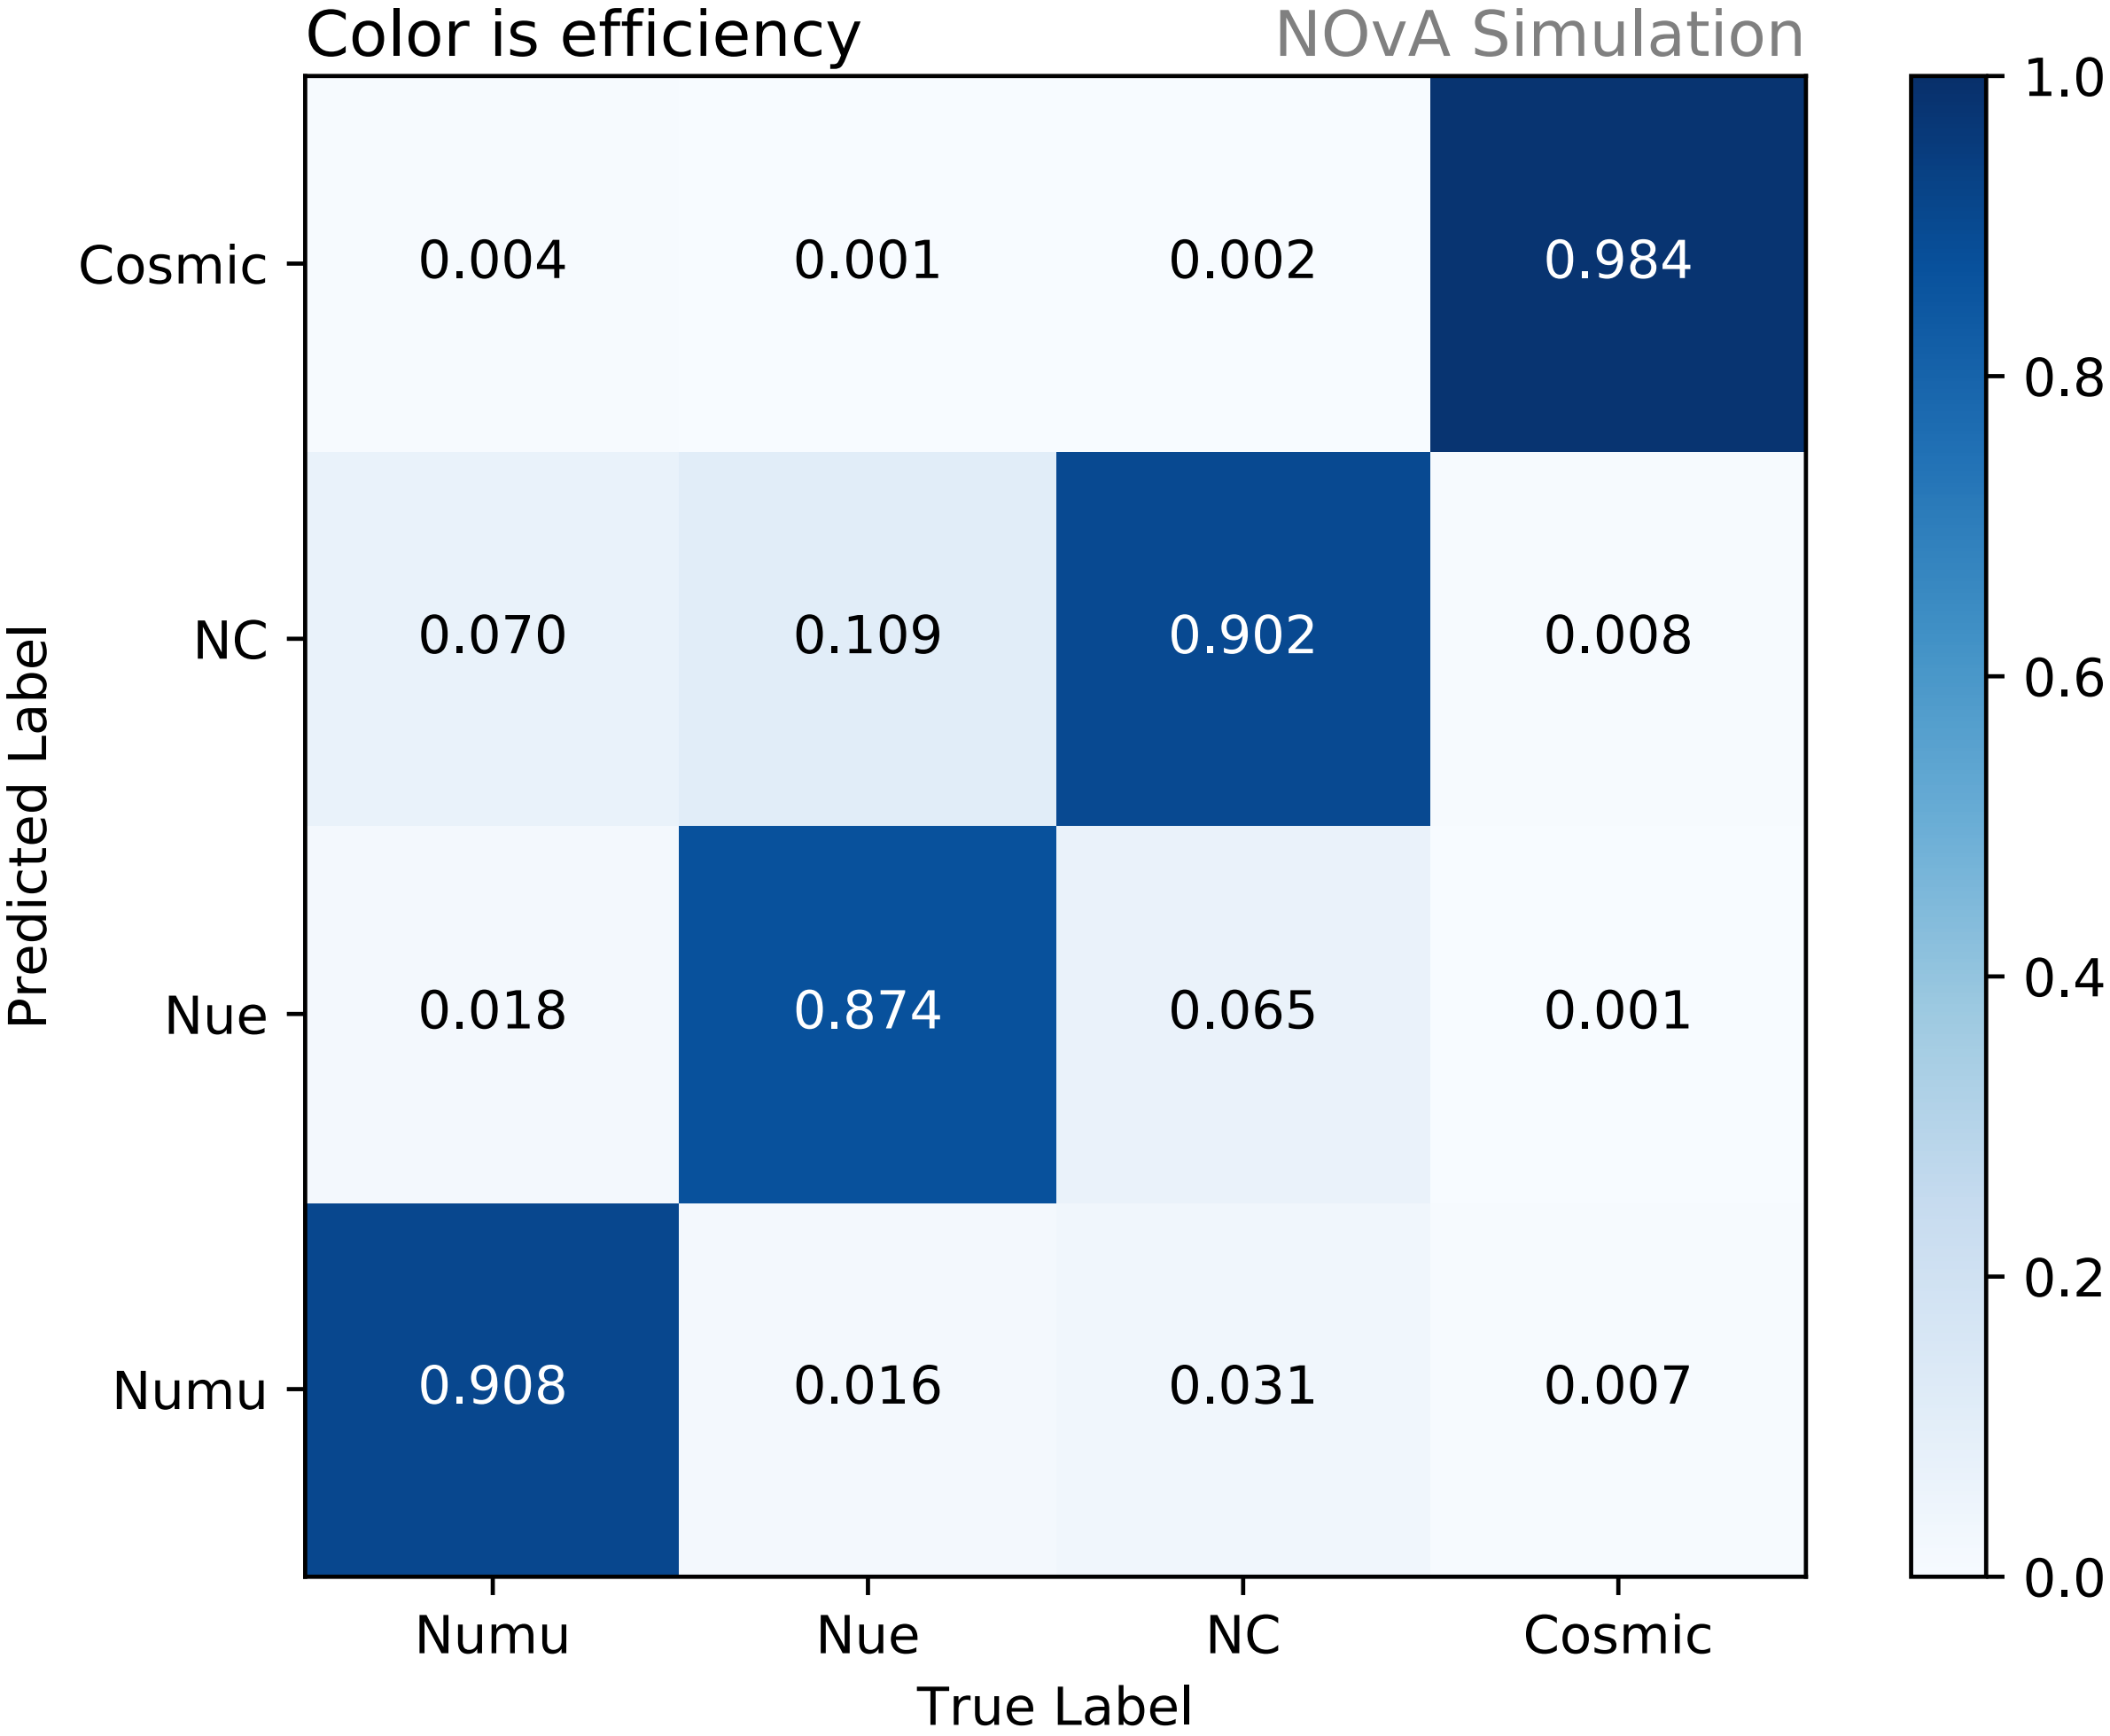 Color is efficiency NOvA Simulation
1.0
Cosmic 0.004 0.001 0.002 0.984
0.8
NC 0.070 0.109 0.902 0.008
0.6
Predicted Label
Nue 0.018 0.874 0.065 0.001
0.4
0.2
Numu 0.908 0.016 0.031 0.007
0.0
Numu Nue NC Cosmic
True Label